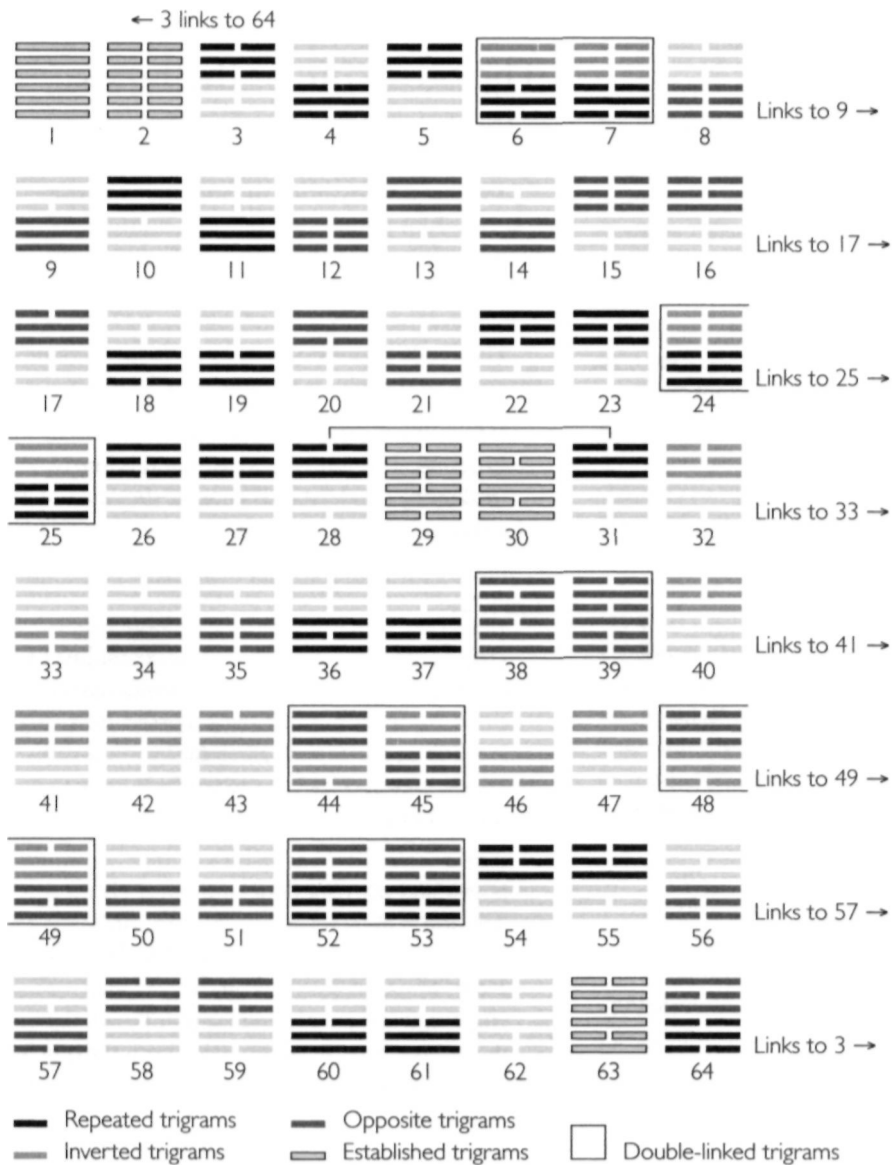 ← 3 links to 64
1 2 3 4 5 6 7 8 Links to 9 →
9 10 11 12 13 14 15 16 Links to 17 →
17 18 19 20 21 22 23 24 Links to 25 →
25 26 27 28 29 30 31 32 Links to 33 →
33 34 35 36 37 38 39 40 Links to 41 →
41 42 43 44 45 46 47 48 Links to 49 →
49 50 51 52 53 54 55 56 Links to 57 →
57 58 59 60 61 62 63 64 Links to 3 →
Repeated trigrams Opposite trigrams
Inverted trigrams Established trigrams Double-linked trigrams